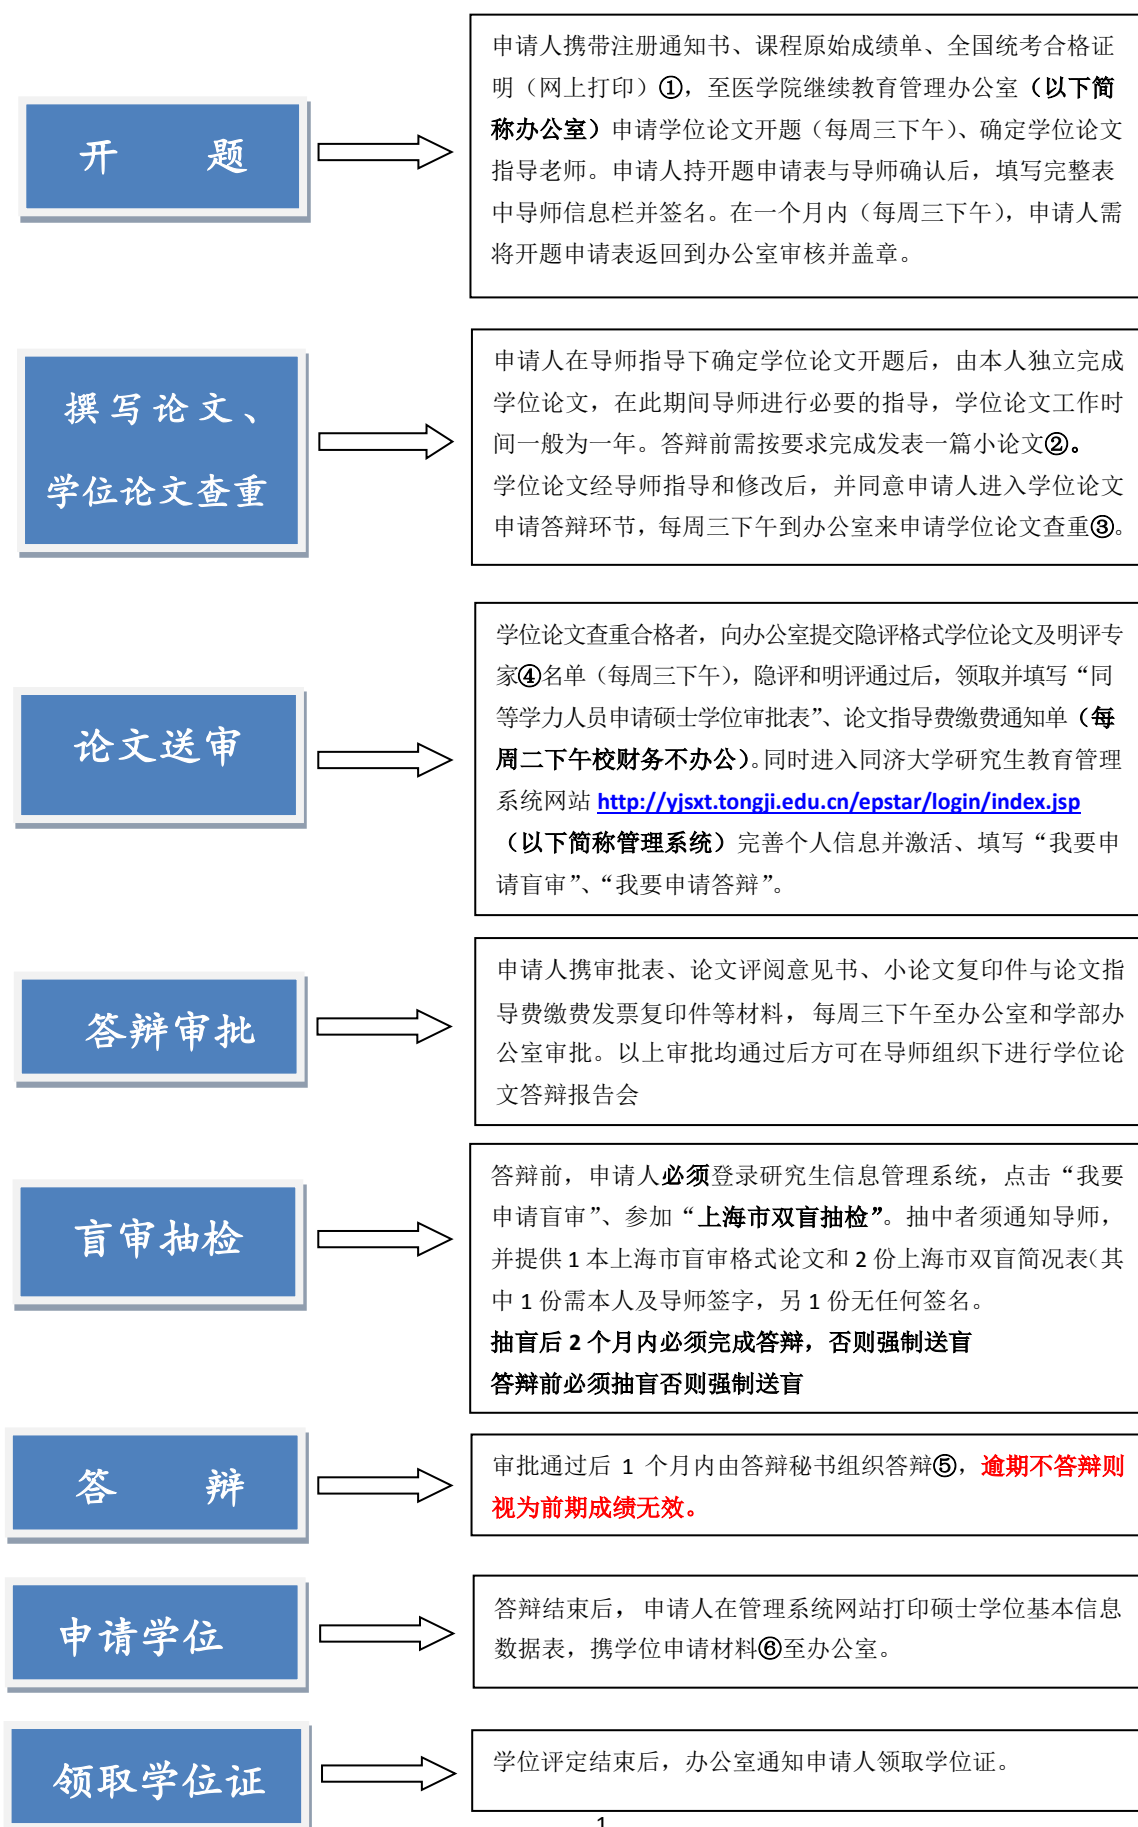 开 题
申请人携带注册通知书、课程原始成绩单、全国统考合格证
明（网上打印）①，至医学院继续教育管理办公室（以下简
称办公室）申请学位论文开题（每周三下午）、确定学位论文
指导老师。申请人持开题申请表与导师确认后，填写完整表
中导师信息栏并签名。在一个月内（每周三下午），申请人需
将开题申请表返回到办公室审核并盖章。
撰写论文、
学位论文查重
申请人在导师指导下确定学位论文开题后，由本人独立完成
学位论文，在此期间导师进行必要的指导，学位论文工作时
间一般为一年。答辩前需按要求完成发表一篇小论文②。
学位论文经导师指导和修改后，并同意申请人进入学位论文
申请答辩环节，每周三下午到办公室来申请学位论文查重③。
论文送审
学位论文查重合格者，向办公室提交隐评格式学位论文及明评专
家④名单（每周三下午），隐评和明评通过后，领取并填写“同
等学力人员申请硕士学位审批表”、论文指导费缴费通知单（每
周二下午校财务不办公）。同时进入同济大学研究生教育管理
系统网站 http://yjsxt.tongji.edu.cn/epstar/login/index.jsp
（以下简称管理系统）完善个人信息并激活、填写“我要申
请盲审”、“我要申请答辩”。
答辩审批
申请人携审批表、论文评阅意见书、小论文复印件与论文指
导费缴费发票复印件等材料， 每周三下午至办公室和学部办
公室审批。以上审批均通过后方可在导师组织下进行学位论
文答辩报告会
盲审抽检
答辩前，申请人必须登录研究生信息管理系统，点击“我要
申请盲审”、参加“上海市双盲抽检”。抽中者须通知导师，
并提供 1 本上海市盲审格式论文和 2 份上海市双盲简况表（其
中 1 份需本人及导师签字，另 1 份无任何签名。
抽盲后 2 个月内必须完成答辩，否则强制送盲
答辩前必须抽盲否则强制送盲
答 辩
审批通过后 1 个月内由答辩秘书组织答辩⑤，逾期不答辩则
视为前期成绩无效。
申请学位
答辩结束后， 申请人在管理系统网站打印硕士学位基本信息
数据表，携学位申请材料⑥至办公室。
领取学位证
学位评定结束后，办公室通知申请人领取学位证。
1